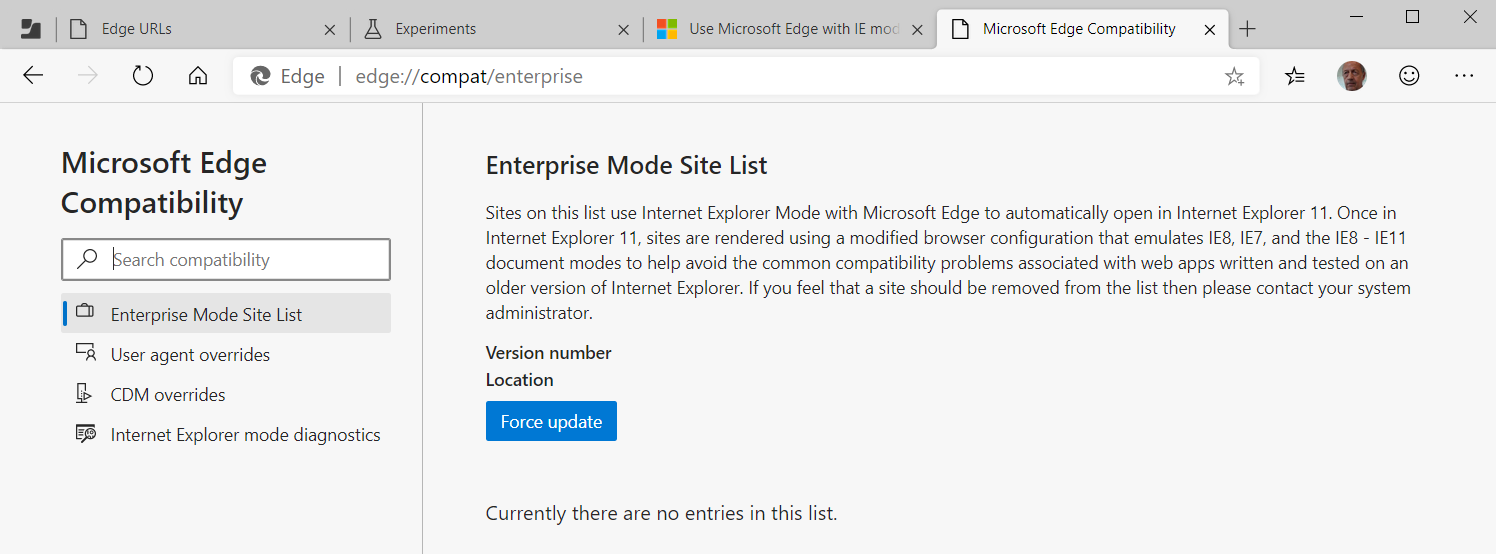 Edge URLs
Experiments
Use Microsoft Edge with IE mod
Microsoft Edge Compatibility
Edge | edge://compat/enterprise
Microsoft Edge
Compatibility
Search compatibility
Enterprise Mode Site List
User agent overrides
CDM overrides
Internet Explorer mode diagnostics
Enterprise Mode Site List
Sites on this list use Internet Explorer Mode with Microsoft Edge to automatically open in Internet Explorer 11. Once in
Internet Explorer 11, sites are rendered using a modified browser configuration that emulates IE8, IE7, and the IE8 - IE11
document modes to help avoid the common compatibility problems associated with web apps written and tested on an
older version of Internet Explorer. If you feel that a site should be removed from the list then please contact your system
administrator.
Version number
Location
Force update
Currently there are no entries in this list.